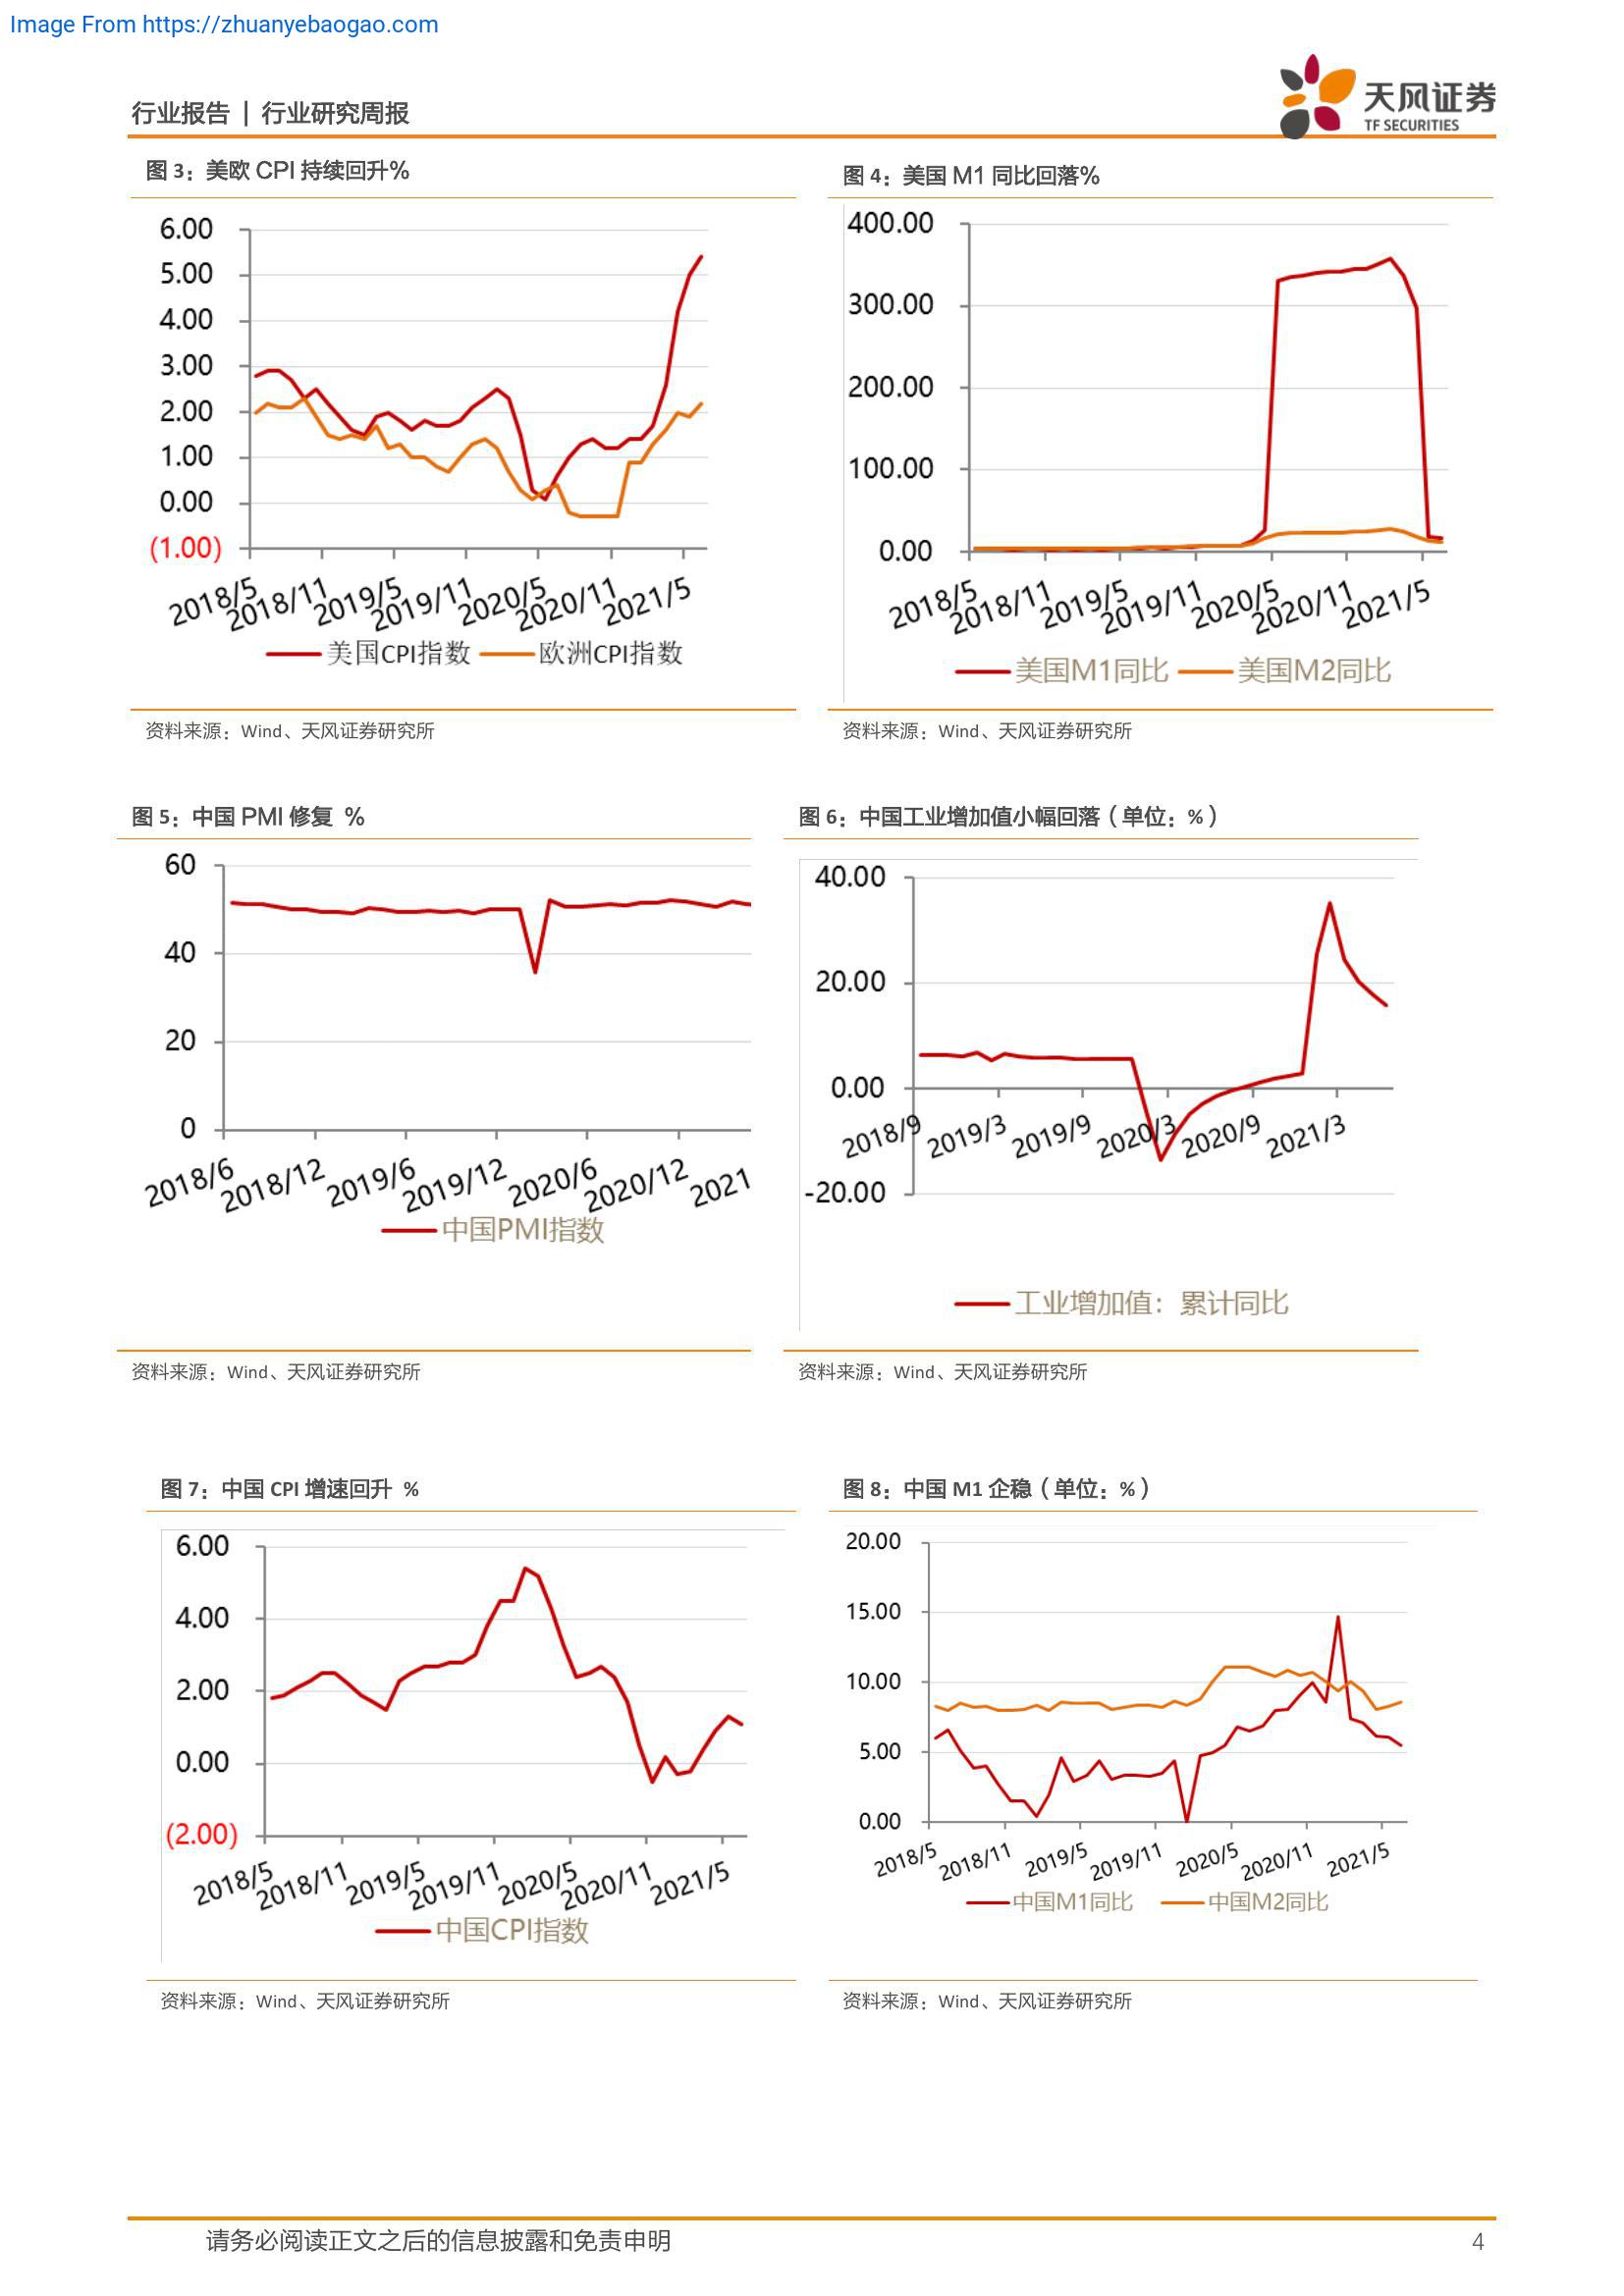 Image From https://zhuanyebaogao.com
行业报告 | 行业研究周报
天风证券
TF SECURITIES
图 3：美欧 CPI 持续回升%
6.00
5.00
4.00
3.00
2.00
1.00
0.00
(1.00)
2018/5
2018/11
2019/5
2019/11
2020/5
2020/11
2021/5
美国CPI指数
欧洲CPI指数
资料来源：Wind、天风证券研究所
图 4：美国 M1 同比回落%
400.00
300.00
200.00
100.00
0.00
2018/5
2018/11
2019/5
2019/11
2020/5
2020/11
2021/5
美国M1同比
美国M2同比
资料来源：Wind、天风证券研究所
图 5：中国 PMI 修复 %
60
40
20
0
2018/6
2018/12
2019/6
2019/12
2020/6
2020/12
2021
中国PMI指数
资料来源：Wind、天风证券研究所
图 6：中国工业增加值小幅回落（单位：%）
40.00
20.00
0.00
-20.00
2018/9
2019/3
2019/9
2020/3
2020/9
2021/3
工业增加值：累计同比
资料来源：Wind、天风证券研究所
图 7：中国 CPI 增速回升 %
6.00
4.00
2.00
0.00
(2.00)
2018/5
2018/11
2019/5
2019/11
2020/5
2020/11
2021/5
中国CPI指数
资料来源：Wind、天风证券研究所
图 8：中国 M1 企稳（单位：%）
20.00
15.00
10.00
5.00
0.00
2018/5
2018/11
2019/5
2019/11
2020/5
2020/11
2021/5
中国M1同比
中国M2同比
资料来源：Wind、天风证券研究所
请务必阅读正文之后的信息披露和免责申明
4